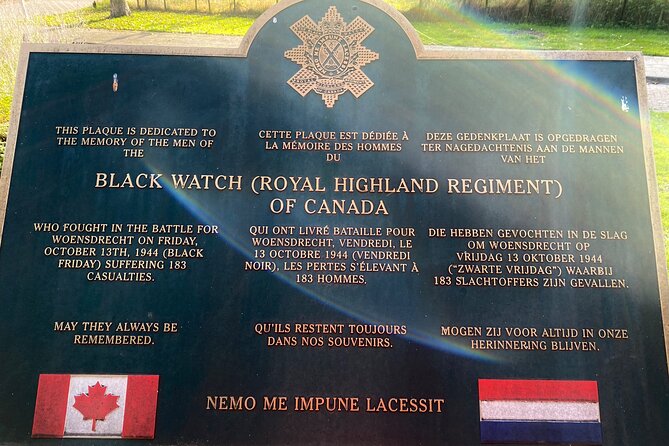 THIS PLAQUE IS DEDICATED TO
THE MEMORY OF THE MEN OF
THE
CETTE PLAQUE EST DÉDIÉE À
LA MÉMOIRE DES HOMMES
DU
DEZE GEDENKPLAAT IS OPGEDRAGEN
TER NAGEDACHTENIS AAN DE MANNEN
VAN HET
BLACK WATCH (ROYAL HIGHLAND REGIMENT)
OF CANADA
WHO FOUGHT IN THE BATTLE FOR
WOENSDRECHT ON FRIDAY,
OCTOBER 13TH, 1944 (BLACK
FRIDAY) SUFFERING 183
CASUALTIES.
QUI ONT LIVRÉ BATAILLE POUR
WOENSDRECHT, VENDREDI, LE
13 OCTOBRE 1944 (VENDREDI
NOIR), LES PERTES S'ÉLEVANT À
183 HOMMES.
DIE HEBBEN GEVOCHTEN IN DE SLAG
OM WOENSDRECHT OP
VRIJDAG 13 OKTOBER 1944
("ZWARTE VRIJDAG") WAARBIJ
183 SLACHTOFFERS ZIJN GEVALLEN.
MAY THEY ALWAYS BE
REMEMBERED.
QU'ILS RESTENT TOUJOURS
DANS NOS SOUVENIRS.
MOGEN ZIJ VOOR ALTIJD IN ONZE
HERINNERING BLIJVEN.
NEMO ME IMPUNE LACESSIT